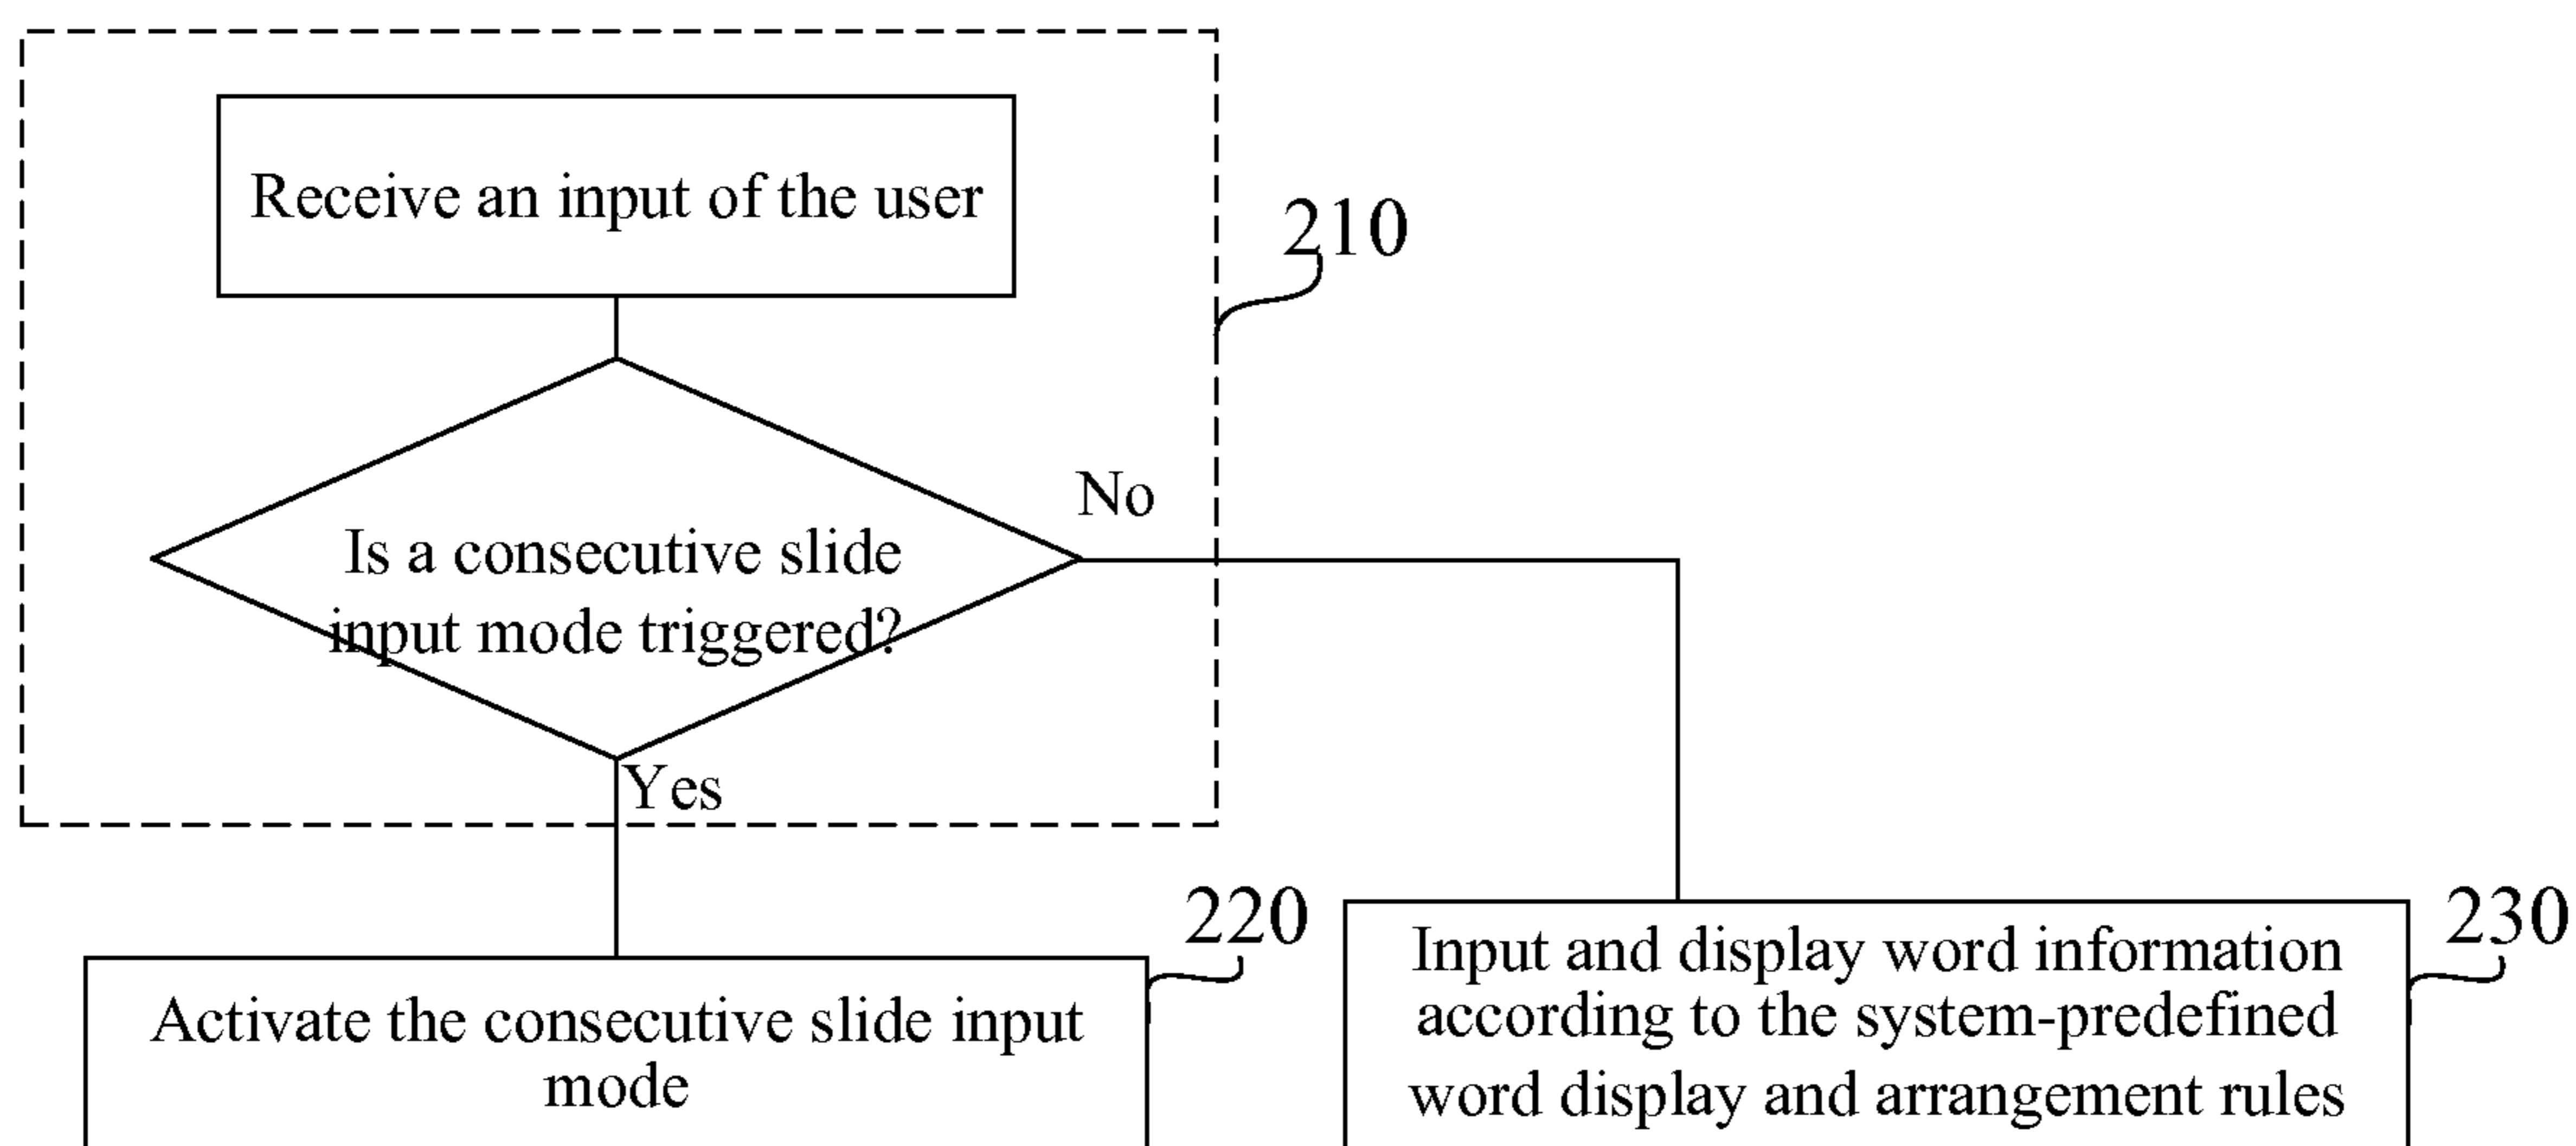 Receive an input of the user
210
No
Is a consecutive slide
input mode triggered?
Yes
220
Activate the consecutive slide input
mode
230
Input and display word information
according to the system-predefined
word display and arrangement rules